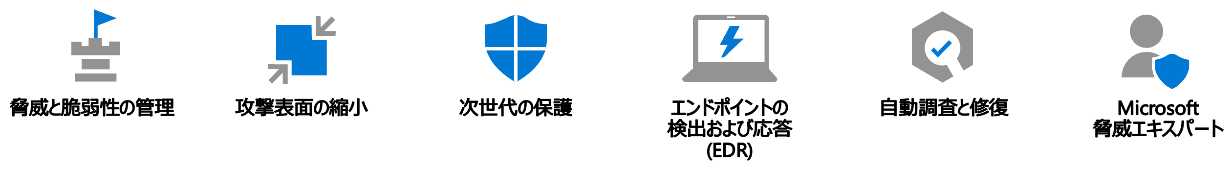 脅威と脆弱性の管理
攻撃表面の縮小
次世代の保護
エンドポイントの
検出および応答
(EDR)
自動調査と修復
Microsoft
脅威エキスパート